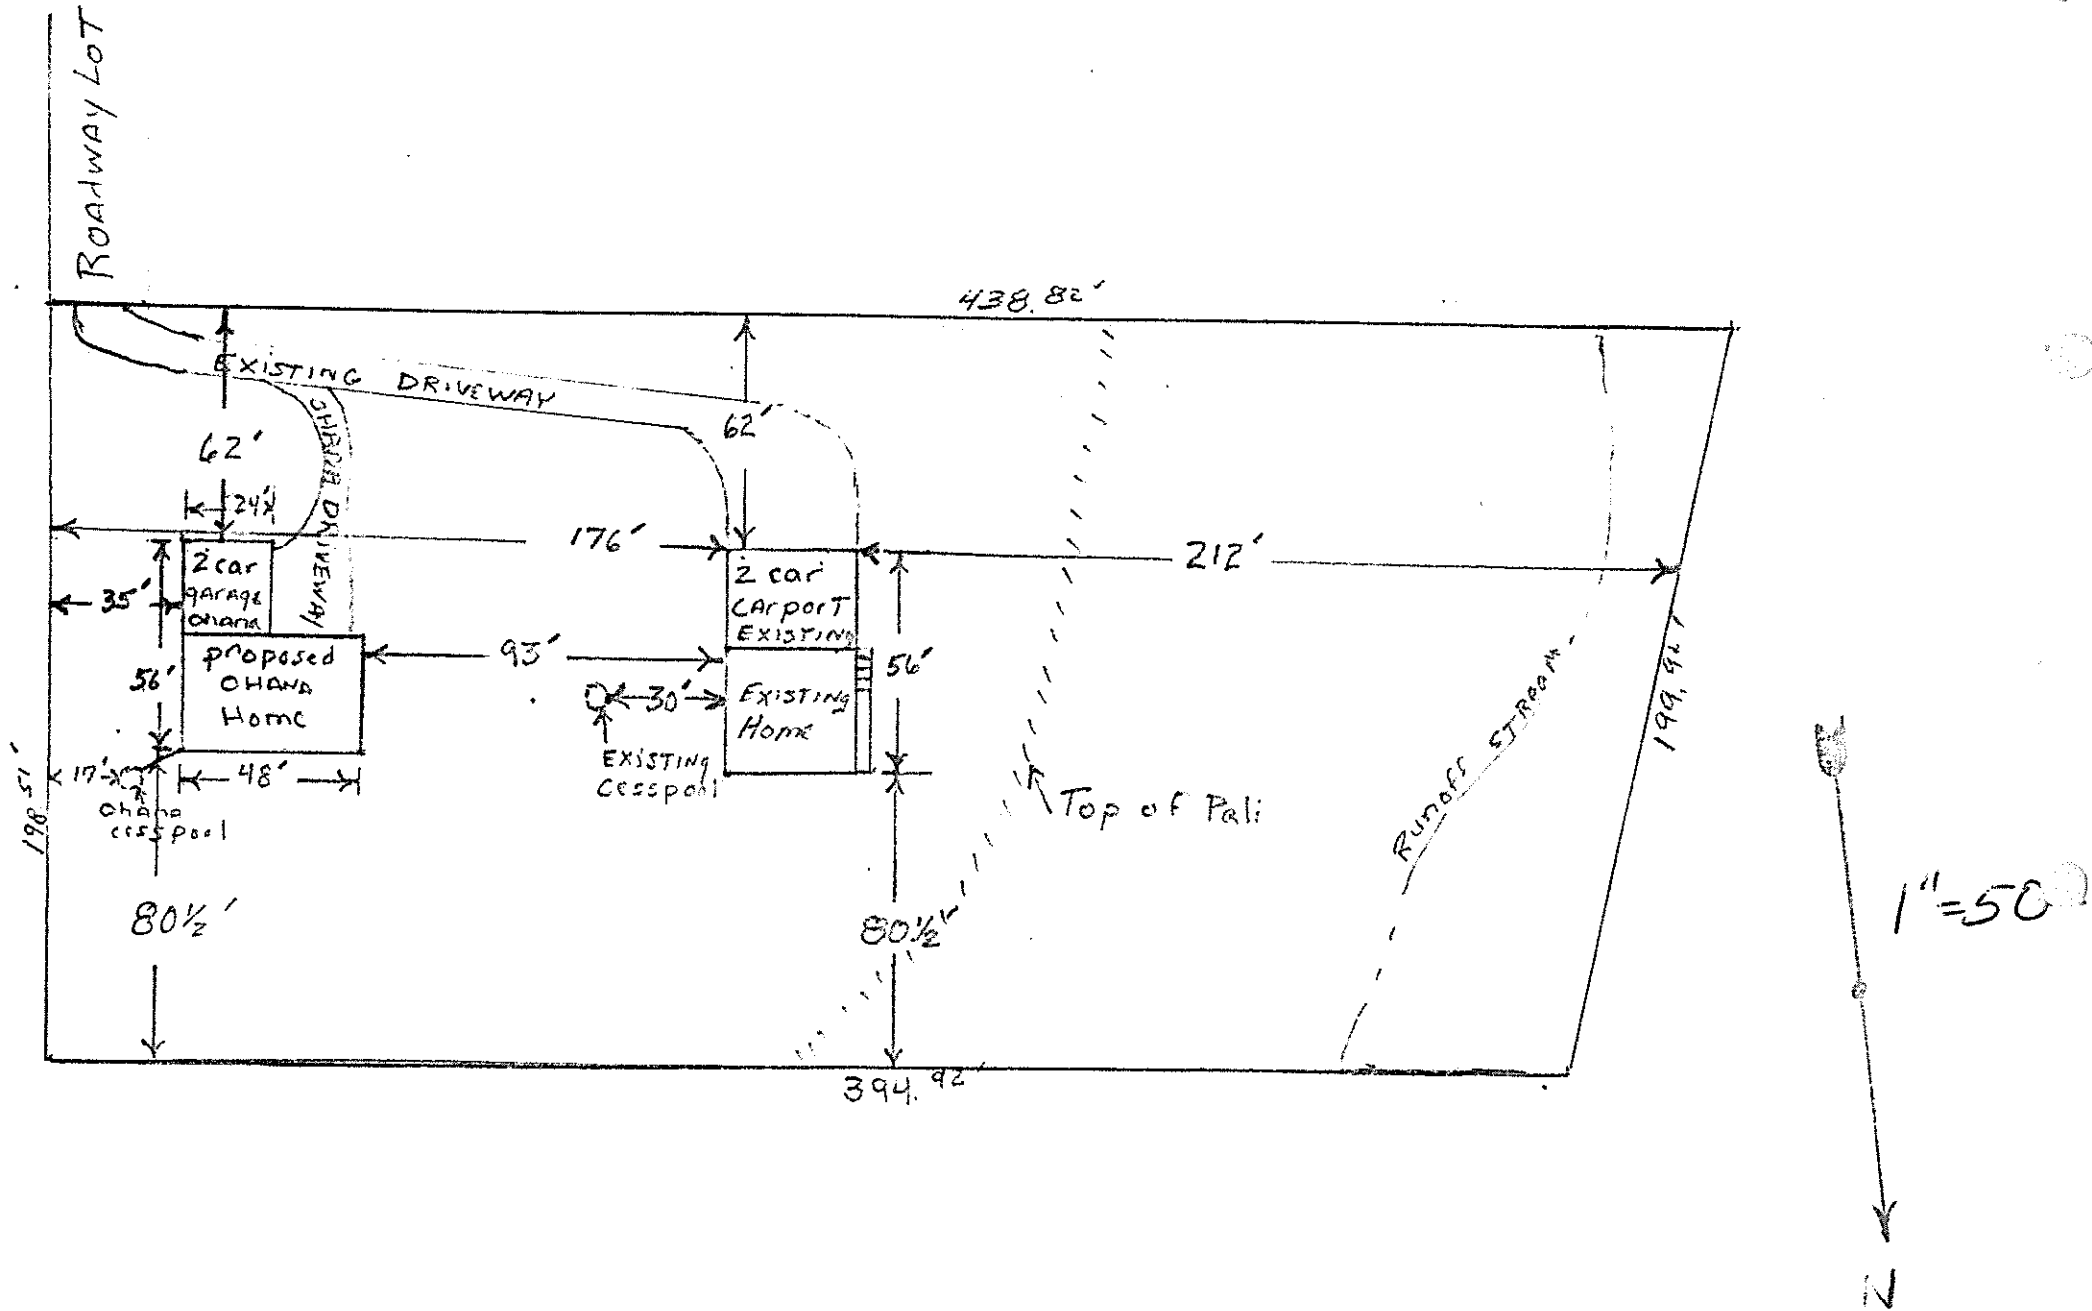 ROADWAY LOT
438.82'
EXISTING DRIVEWAY
OHANA DRIVEWAY
62'
62'
24'
176'
212'
2 car
garage
ohana
35'
2 car
CArporT
EXISTING
proposed
OHANA
Home
56'
93'
56'
30'
EXISTING
Home
EXISTING
Cesspool
17'
48'
Ohana
cesspool
198.51'
199.92'
Top of Pali
Runoff STREAM
80½'
80½'
394.92'
1"=50
N